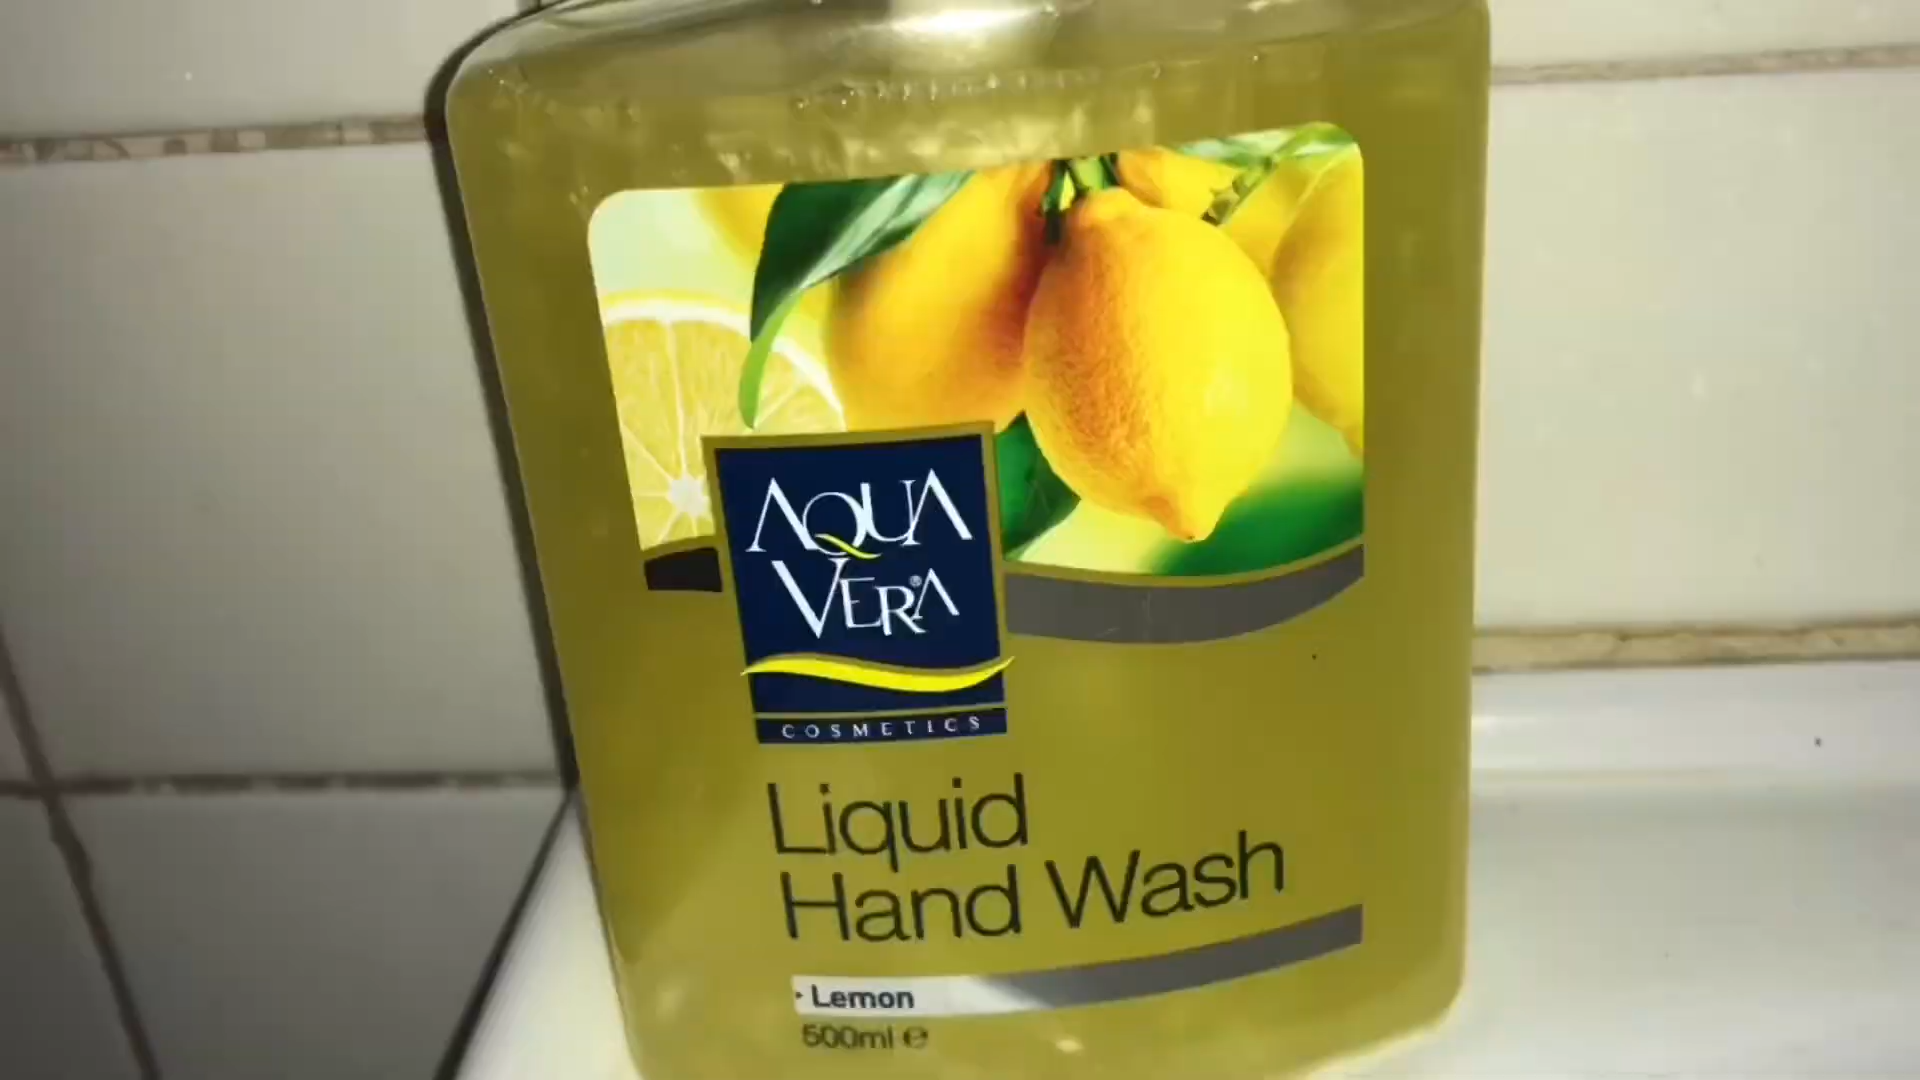 AQUA
VERA®
COSMETICS
Liquid
Hand Wash
· Lemon
500ml ℮